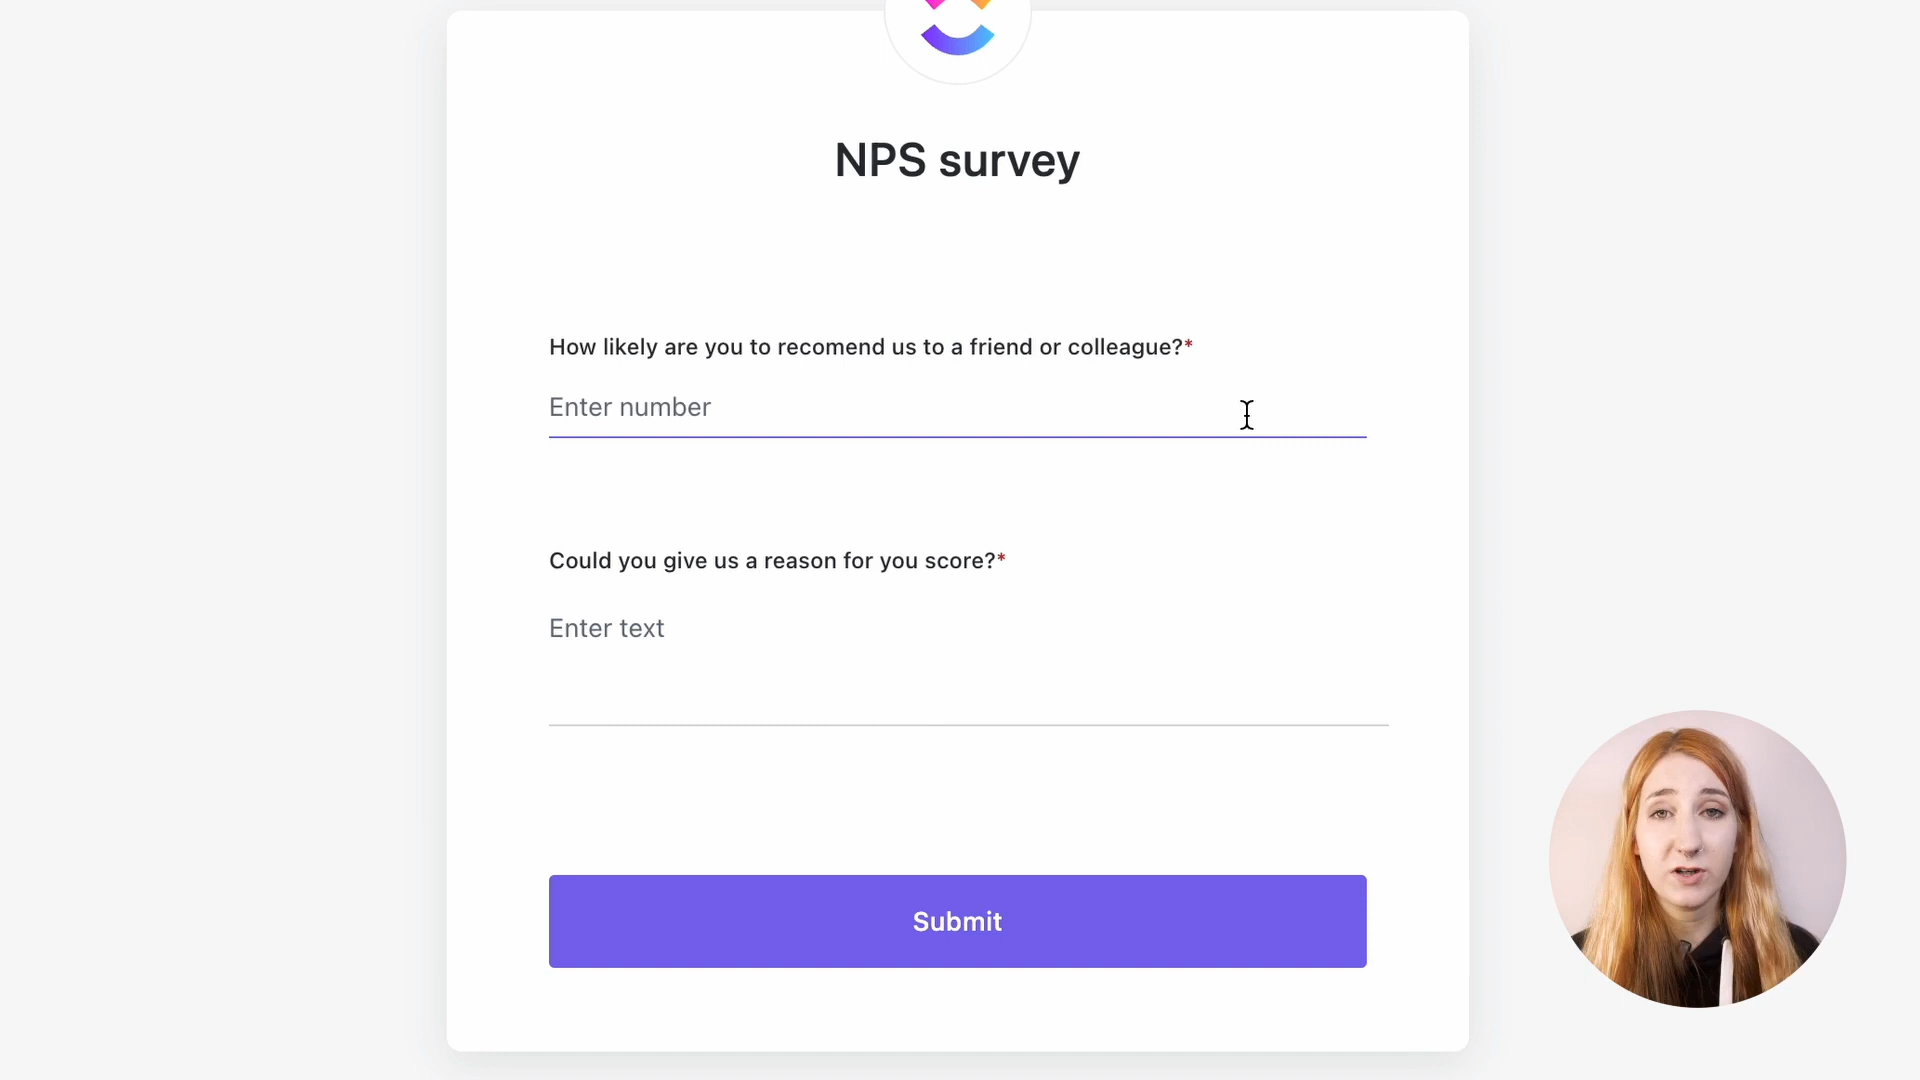 NPS survey
How likely are you to recomend us to a friend or colleague?*
Enter number
Could you give us a reason for you score?*
Enter text
Submit